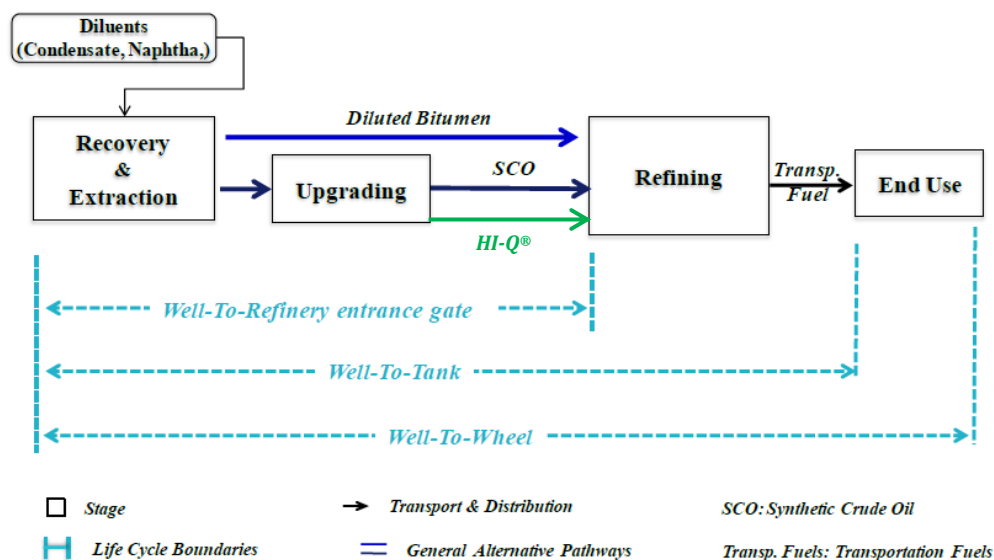 Diluents
(Condensate, Naphtha,)
Recovery
&
Extraction
Diluted Bitumen
Upgrading
SCO
HI-Q®
Refining
Transp.
Fuel
End Use
Well-To-Refinery entrance gate
Well-To-Tank
Well-To-Wheel
Stage
Transport & Distribution
SCO: Synthetic Crude Oil
Life Cycle Boundaries
General Alternative Pathways
Transp. Fuels: Transportation Fuels